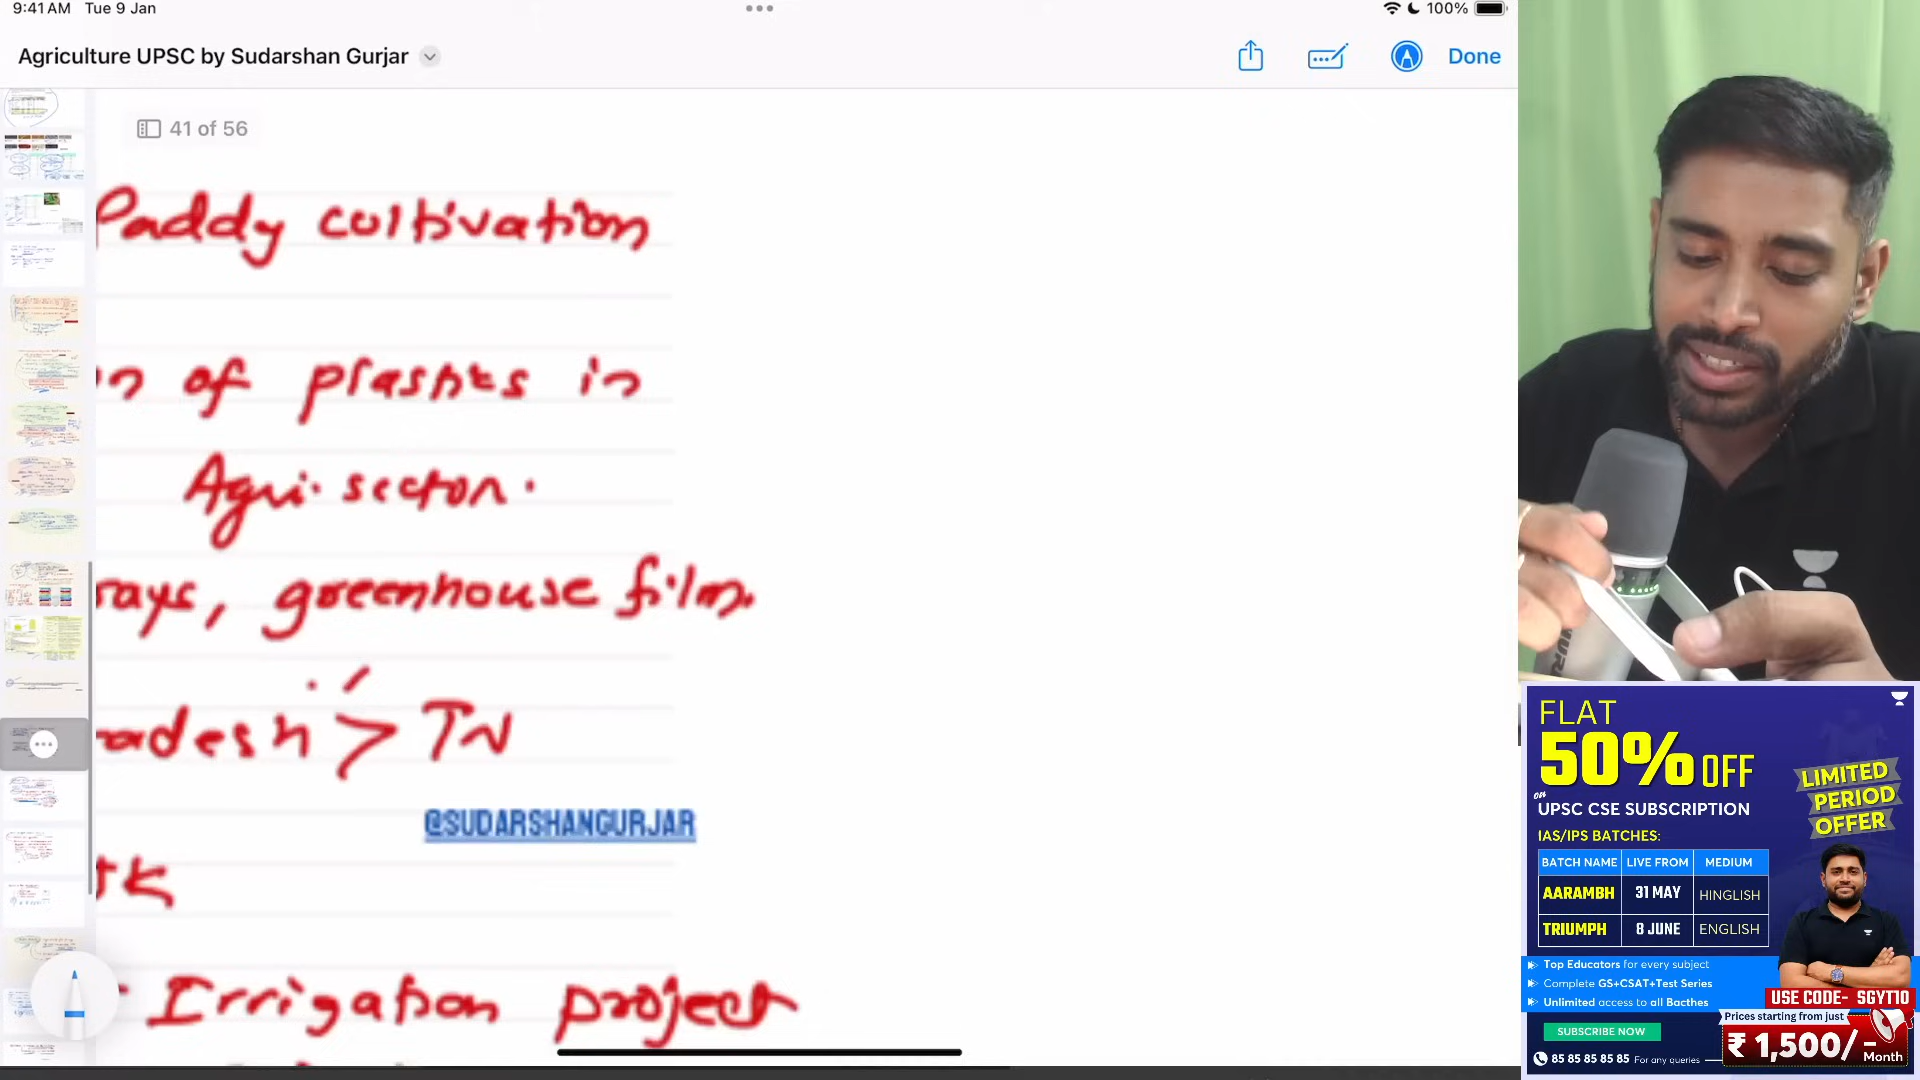 9:41 AM Tue 9 Jan
100%
Agriculture UPSC by Sudarshan Gurjar
Done
41 of 56
Paddy cultivation
of plastics in
Agri. sector.
rays, greenhouse film.
adesh > TN
@SUDARSHANGURJAR
Irrigation project
FLAT
50% OFF
on
UPSC CSE SUBSCRIPTION
LIMITED
PERIOD
OFFER
IAS/IPS BATCHES:
BATCH NAME LIVE FROM MEDIUM
AARAMBH 31 MAY HINGLISH
TRIUMPH 8 JUNE ENGLISH
Top Educators for every subject
Complete GS+CSAT+Test Series
Unlimited access to all Bacthes
USE CODE- SGYT10
SUBSCRIBE NOW
Prices starting from just
₹ 1,500/- Month
85 85 85 85 85 For any queries